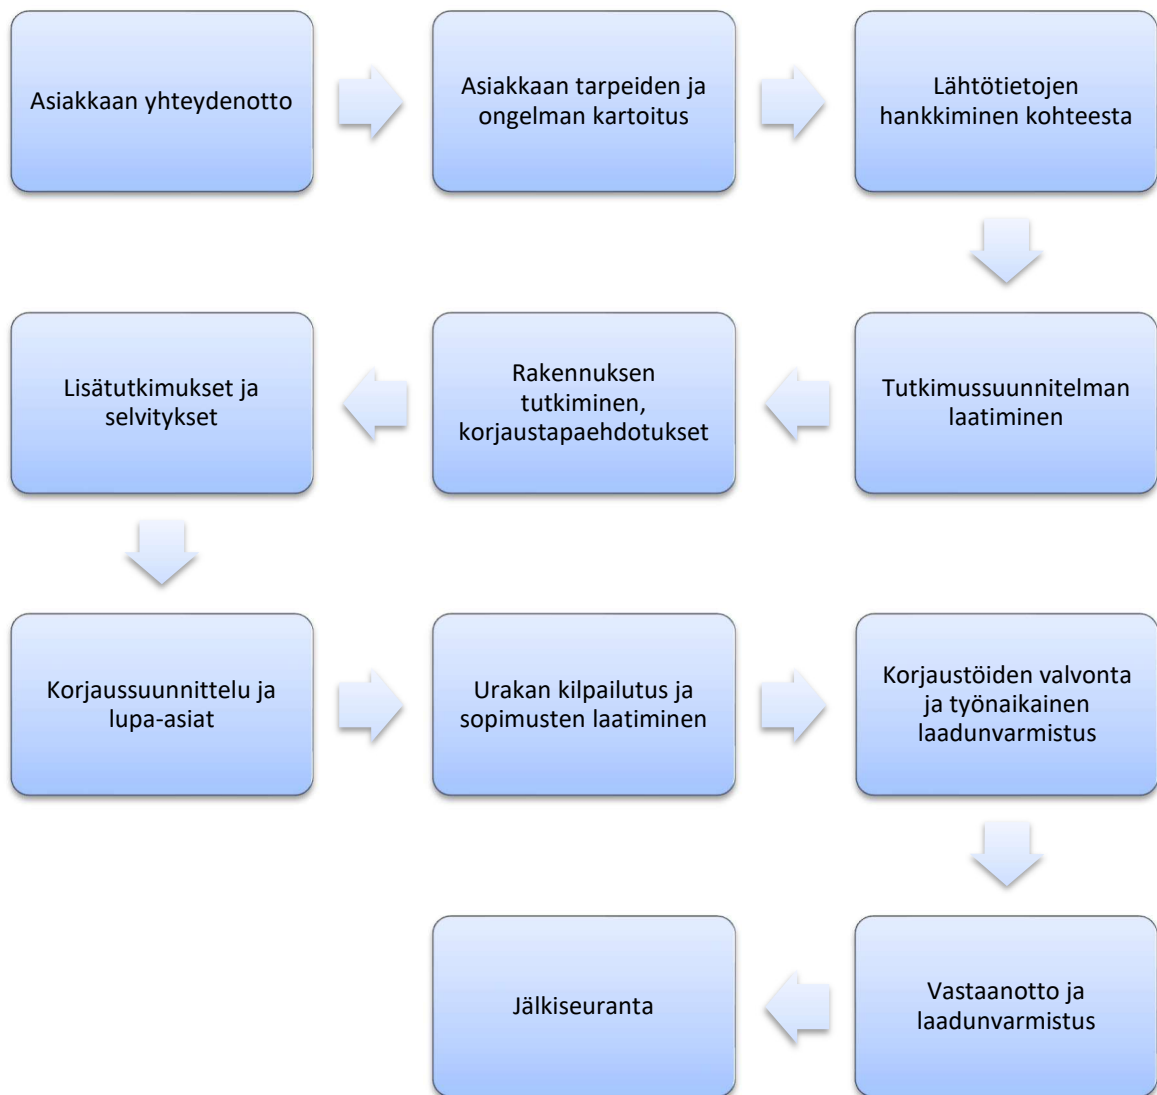 Asiakkaan yhteydenotto
Asiakkaan tarpeiden ja
ongelman kartoitus
Lähtötietojen
hankkiminen kohteesta
Tutkimussuunnitelman
laatiminen
Rakennuksen
tutkiminen,
korjaustapaehdotukset
Lisätutkimukset ja
selvitykset
Korjaussuunnittelu ja
lupa-asiat
Urakan kilpailutus ja
sopimusten laatiminen
Korjaustöiden valvonta
ja työnaikainen
laadunvarmistus
Vastaanotto ja
laadunvarmistus
Jälkiseuranta